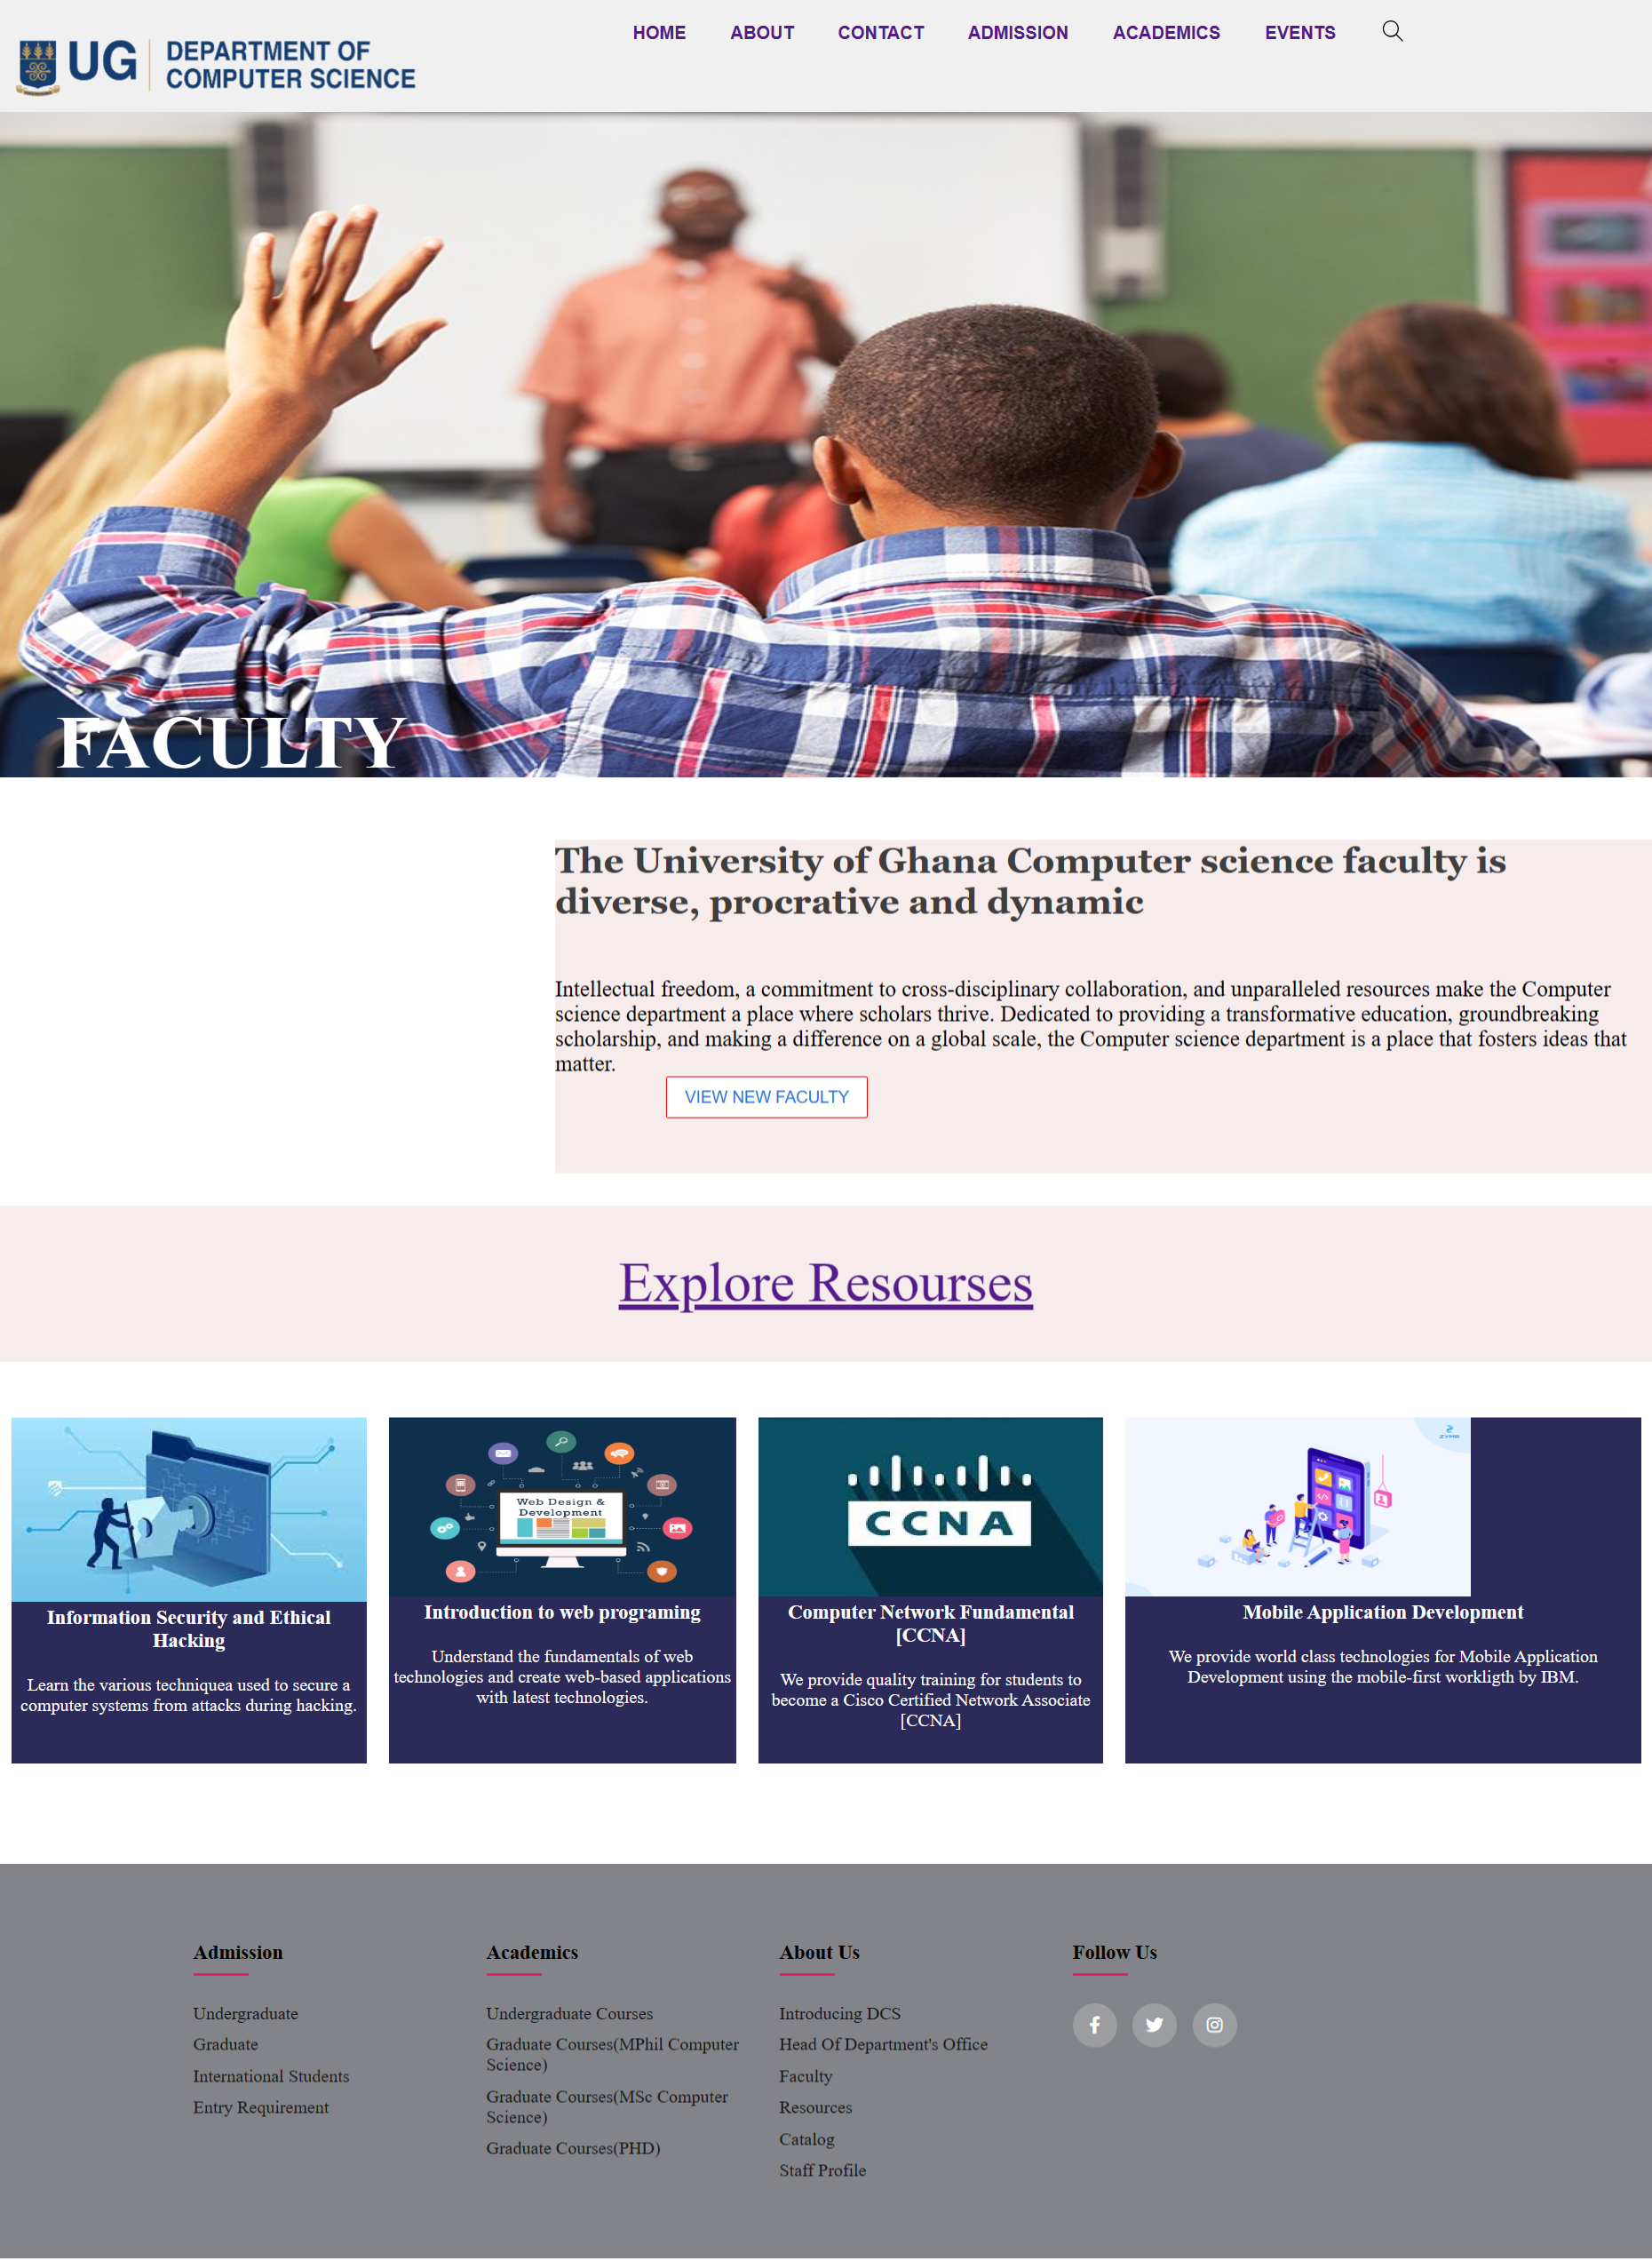 UG
DEPARTMENT OF
COMPUTER SCIENCE
HOME ABOUT CONTACT ADMISSION ACADEMICS EVENTS
FACULTY
The University of Ghana Computer science faculty is
diverse, procrative and dynamic
Intellectual freedom, a commitment to cross-disciplinary collaboration, and unparalleled resources make the Computer
science department a place where scholars thrive. Dedicated to providing a transformative education, groundbreaking
scholarship, and making a difference on a global scale, the Computer science department is a place that fosters ideas that
matter.
VIEW NEW FACULTY
Explore Resourses
Information Security and Ethical
Hacking
Learn the various techniquea used to secure a
computer systems from attacks during hacking.
Web Design &
Development
Introduction to web programing
Understand the fundamentals of web
technologies and create web-based applications
with latest technologies.
CCNA
Computer Network Fundamental
[CCNA]
We provide quality training for students to
become a Cisco Certified Network Associate
[CCNA]
ZYMR
Mobile Application Development
We provide world class technologies for Mobile Application
Development using the mobile-first workligth by IBM.
Admission
Undergraduate
Graduate
International Students
Entry Requirement
Academics
Undergraduate Courses
Graduate Courses(MPhil Computer
Science)
Graduate Courses(MSc Computer
Science)
Graduate Courses(PHD)
About Us
Introducing DCS
Head Of Department's Office
Faculty
Resources
Catalog
Staff Profile
Follow Us